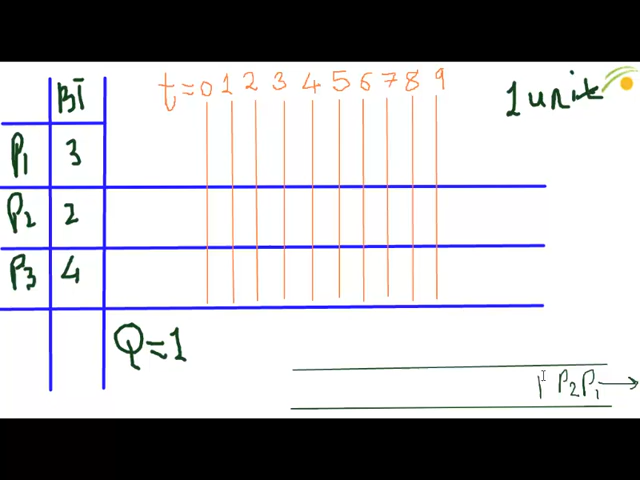 BT
t=0 1 2 3 4 5 6 7 8 9
1 unit
P1 3
P2 2
P3 4
Q=1
P2 P1